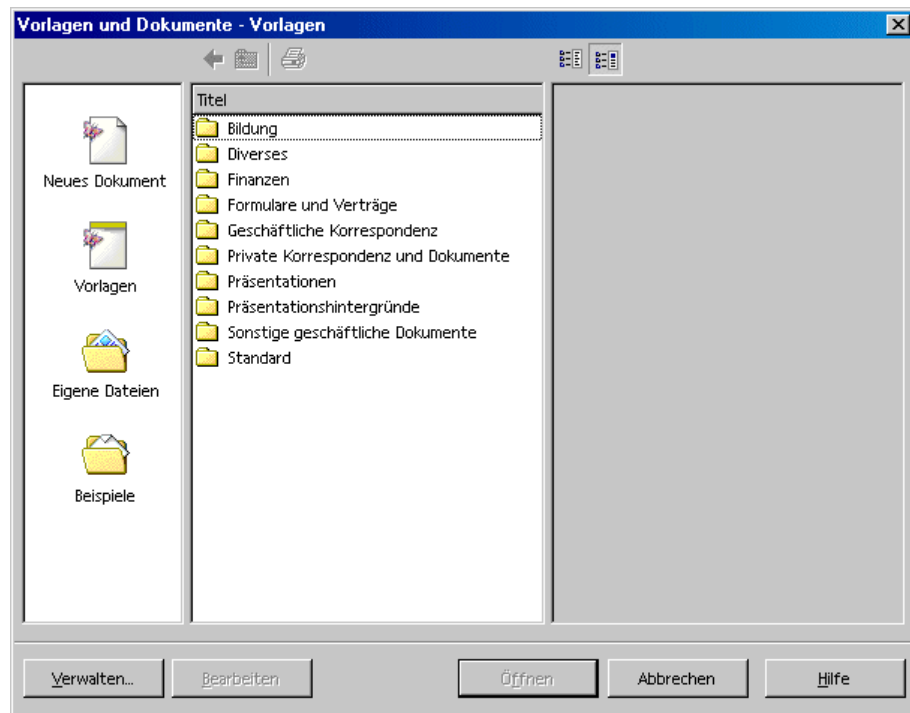 Vorlagen und Dokumente - Vorlagen
Neues Dokument
Vorlagen
Eigene Dateien
Beispiele
Titel
Bildung
Diverses
Finanzen
Formulare und Verträge
Geschäftliche Korrespondenz
Private Korrespondenz und Dokumente
Präsentationen
Präsentationshintergründe
Sonstige geschäftliche Dokumente
Standard
Verwalten...
Bearbeiten
Öffnen
Abbrechen
Hilfe